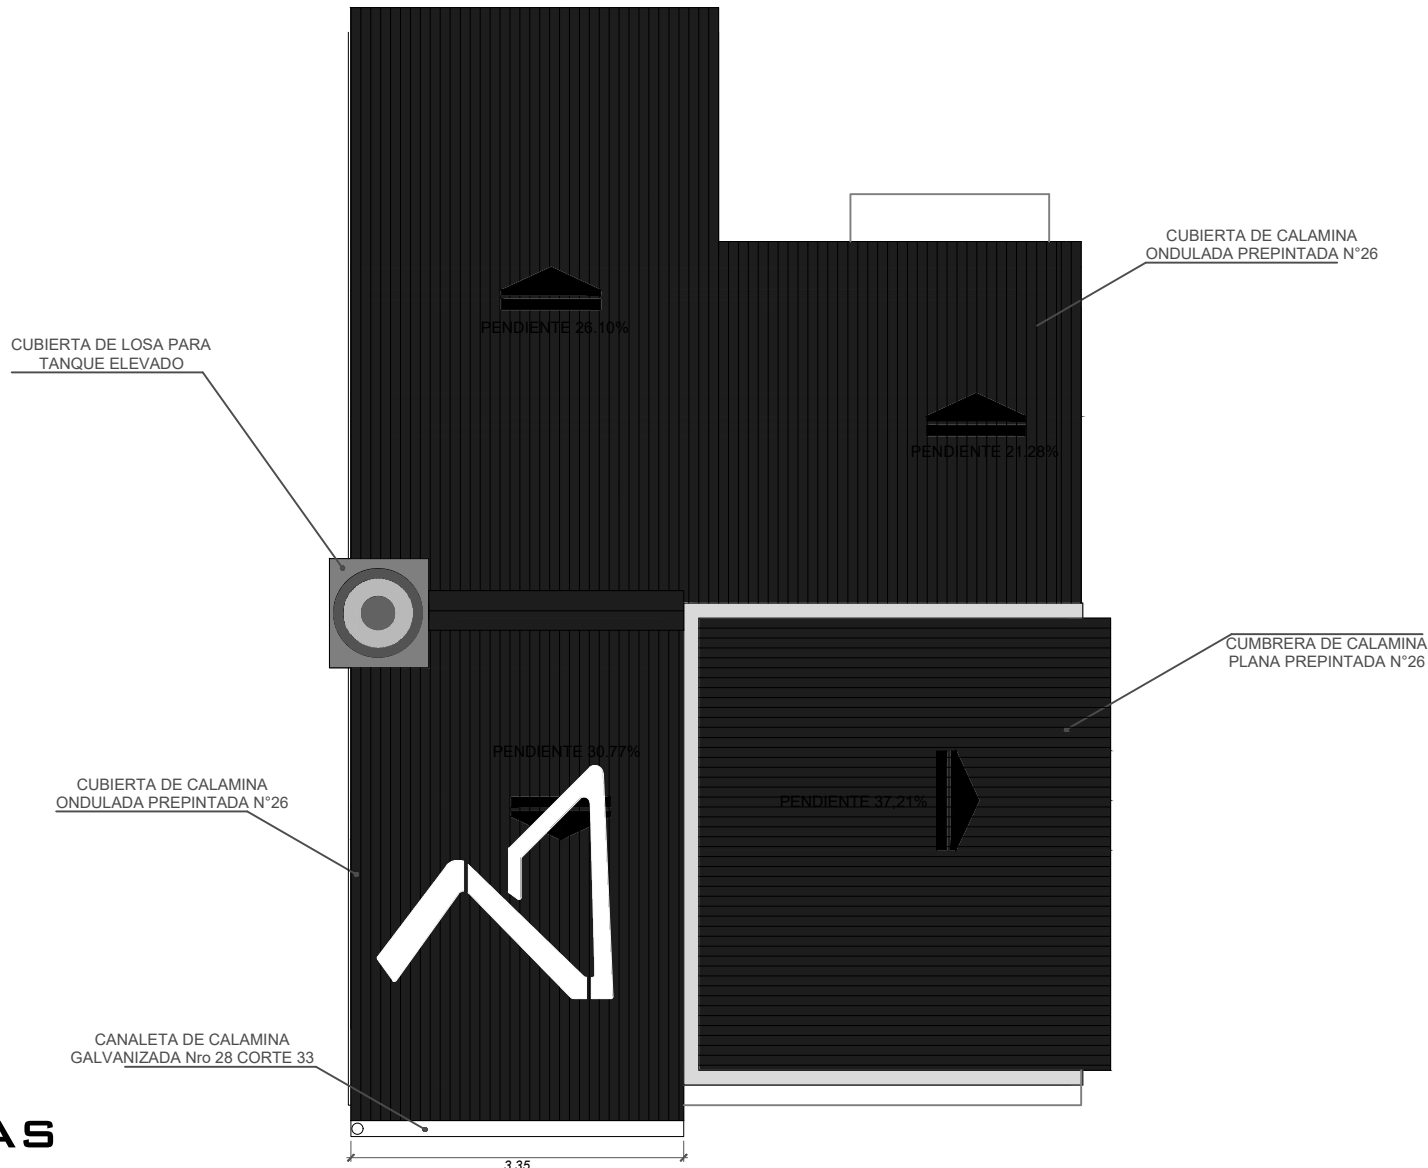 CUBIERTA DE CALAMINA
ONDULADA PREPINTADA N°26
PENDIENTE 26.10%
CUBIERTA DE LOSA PARA
TANQUE ELEVADO
PENDIENTE 21.28%
CUMBRERA DE CALAMINA
PLANA PREPINTADA N°26
PENDIENTE 30.77%
CUBIERTA DE CALAMINA
ONDULADA PREPINTADA N°26
PENDIENTE 37,21%
CANALETA DE CALAMINA
GALVANIZADA Nro 28 CORTE 33
AS
3.35